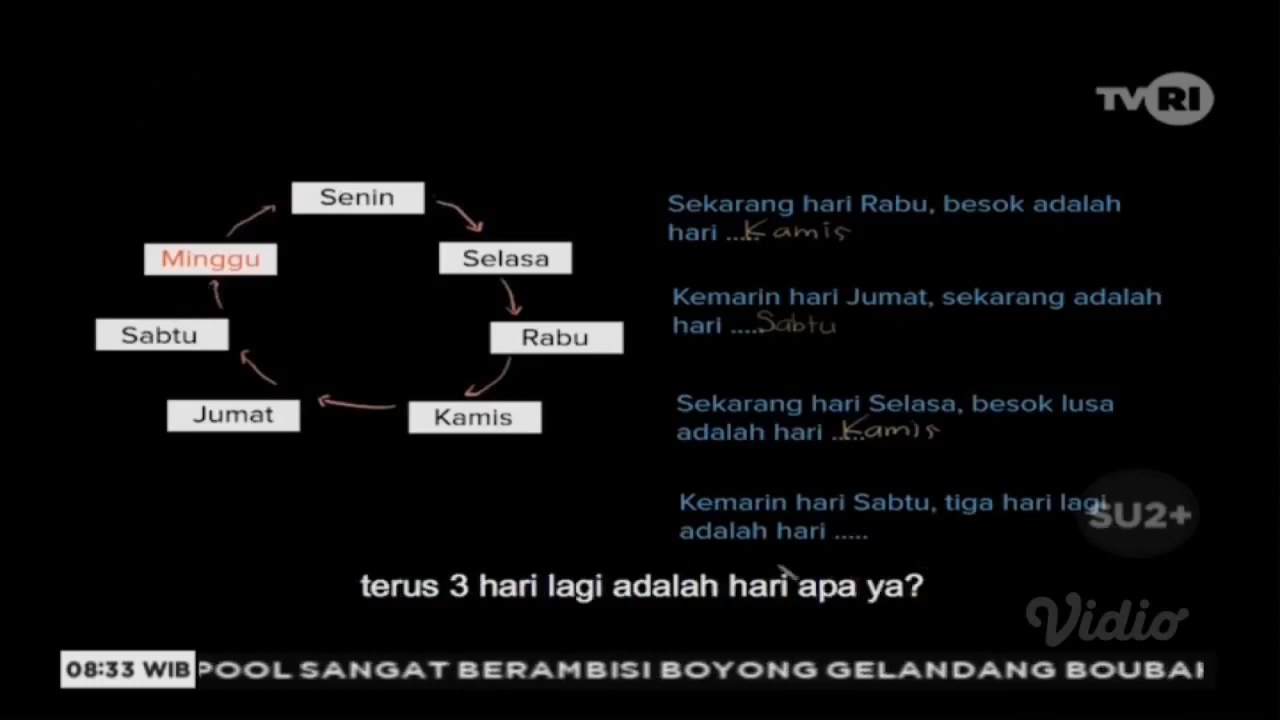 TVRI
Senin
Minggu
Selasa
Sabtu
Rabu
Jumat
Kamis
Sekarang hari Rabu, besok adalah
hari ..... Kamis
Kemarin hari Jumat, sekarang adalah
hari ..... Sabtu
Sekarang hari Selasa, besok lusa
adalah hari ..... Kamis
Kemarin hari Sabtu, tiga hari lagi
adalah hari .....
SU2+
terus 3 hari lagi adalah hari apa ya?
Vidio
08:33 WIB POOL SANGAT BERAMBISI BOYONG GELANDANG